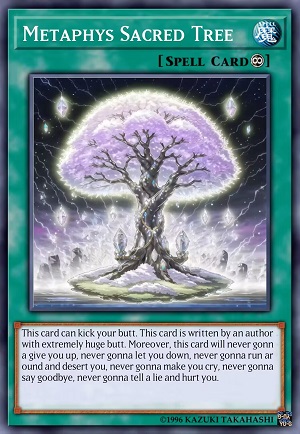 Metaphys Sacred Tree
[Spell Card]
This card can kick your butt. This card is written by an author
with extremely huge butt. Moreover, this card will never gonn
a give you up, never gonna let you down, never gonna run ar
ound and desert you, never gonna make you cry, never gonna
say goodbye, never gonna tell a lie and hurt you.
©1996 KAZUKI TAKAHASHI